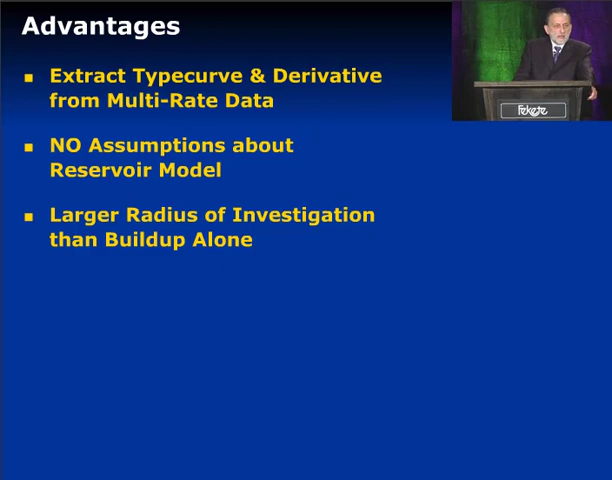 Advantages
Extract Typecurve & Derivative
from Multi-Rate Data
NO Assumptions about
Reservoir Model
Larger Radius of Investigation
than Buildup Alone
Fekete